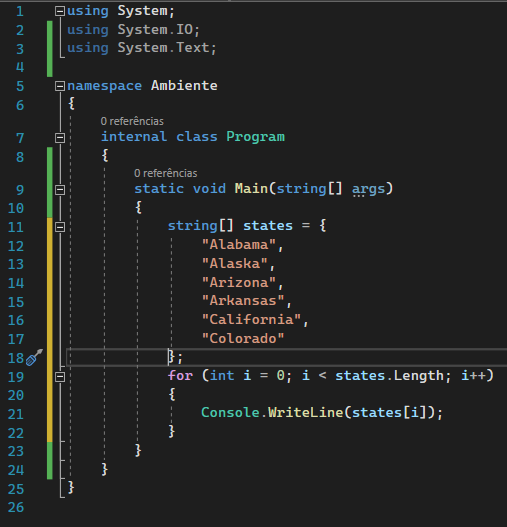 1 using System;
2 using System.IO;
3 using System.Text;
4
5 namespace Ambiente
6 {
0 referências
7 internal class Program
8 {
0 referências
9 static void Main(string[] args)
10 {
11 string[] states = {
12 "Alabama",
13 "Alaska",
14 "Arizona",
15 "Arkansas",
16 "California",
17 "Colorado"
18 };
19 for (int i = 0; i < states.Length; i++)
20 {
21 Console.WriteLine(states[i]);
22 }
23 }
24 }
25 }
26